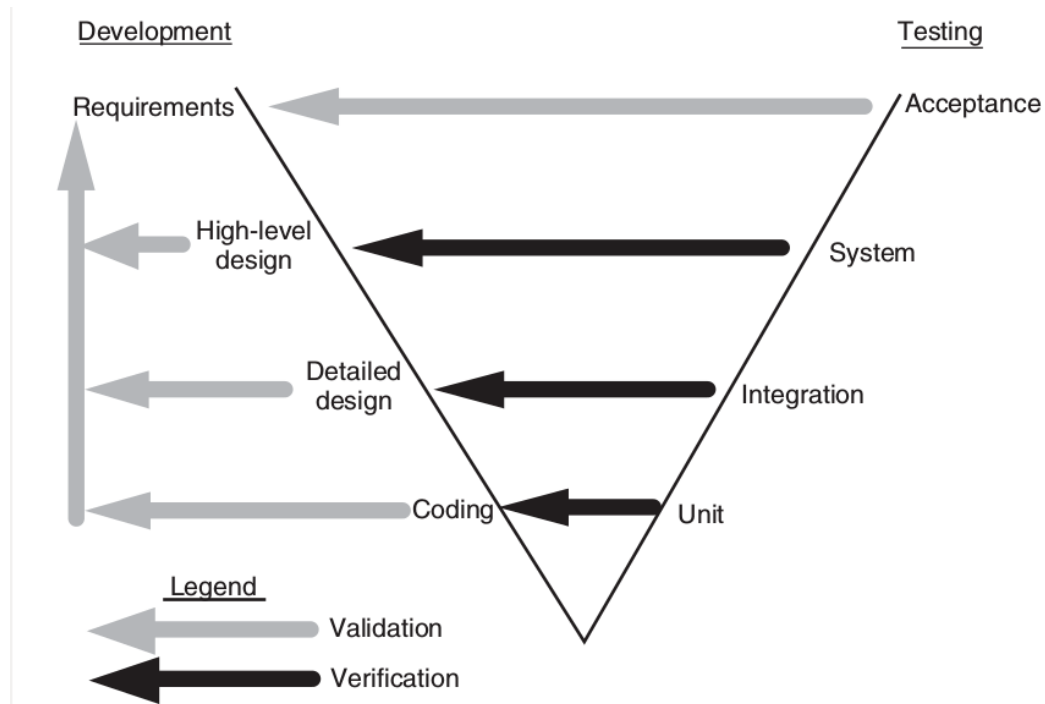 Development
Testing
Requirements
Acceptance
High-level
design
System
Detailed
design
Integration
Coding
Unit
Legend
Validation
Verification